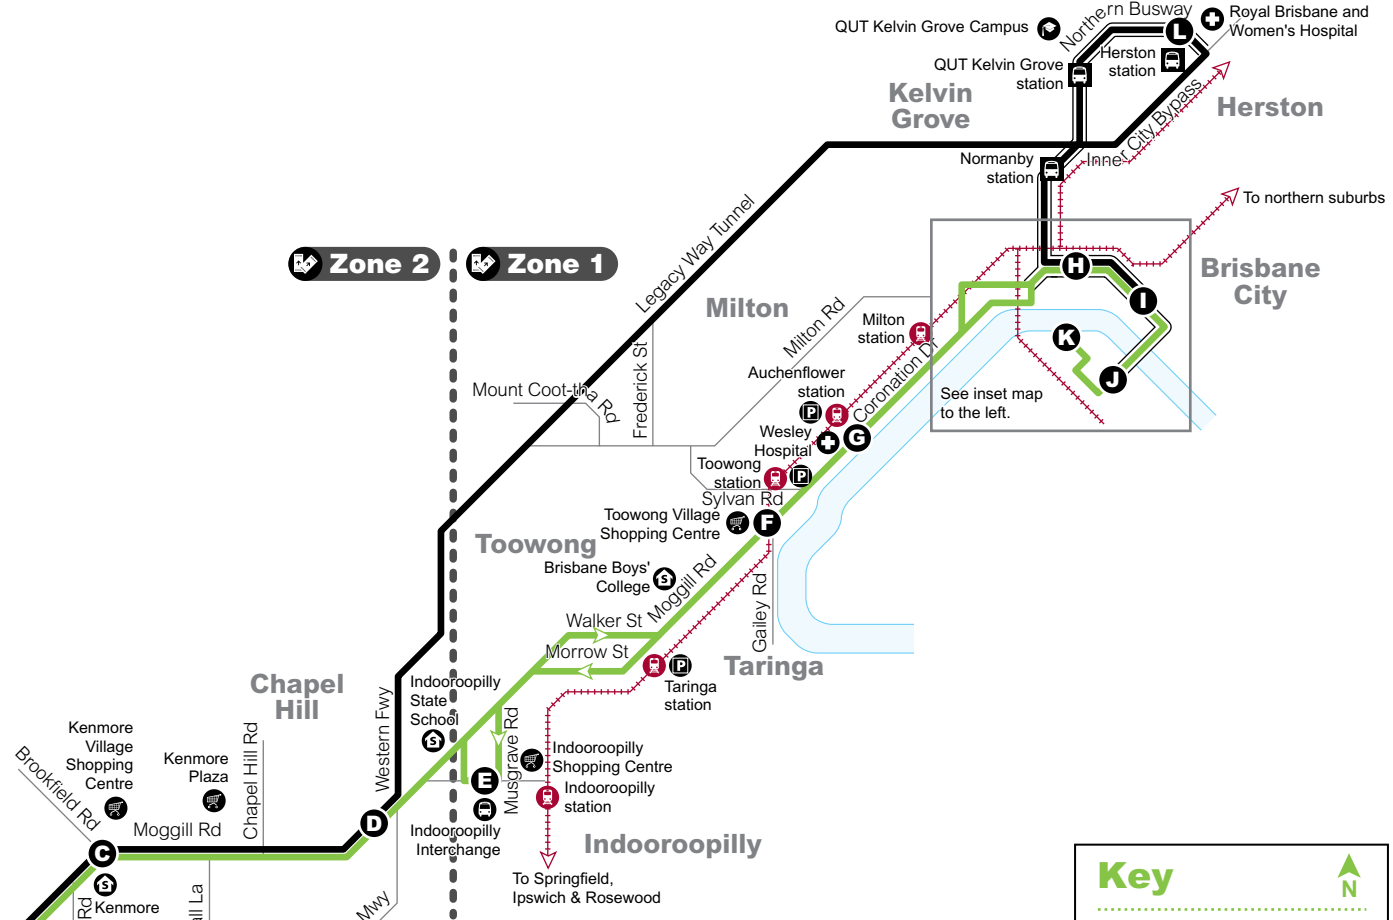 Northern Busway
L
Royal Brisbane and
Women's Hospital
QUT Kelvin Grove Campus
Herston
station
QUT Kelvin Grove
station
Kelvin
Grove
Inner City Bypass
Herston
Normanby
station
To northern suburbs
Legacy Way Tunnel
Zone 2
Zone 1
H
Brisbane
City
I
Milton
Milton Rd
Milton
station
K
J
See inset map
to the left.
Coronation Dr
Auchenflower
station
P
Mount Coot-tha Rd
Frederick St
Wesley
Hospital
G
Toowong
station
P
Sylvan Rd
Toowong Village
Shopping Centre
F
Toowong
Brisbane Boys'
College
S
Moggill Rd
Gailey Rd
Walker St
Morrow St
Taringa
P
Taringa
station
Chapel
Hill
Indooroopilly
State
School
S
Western Fwy
Musgrave Rd
Kenmore
Village
Shopping
Centre
Kenmore
Plaza
Chapel Hill Rd
Indooroopilly
Shopping Centre
E
Indooroopilly
station
Brookfield Rd
Moggill Rd
D
Indooroopilly
Interchange
Indooroopilly
C
S
Kenmore
Rd
all La
Mwy
To Springfield,
Ipswich & Rosewood
Key
N